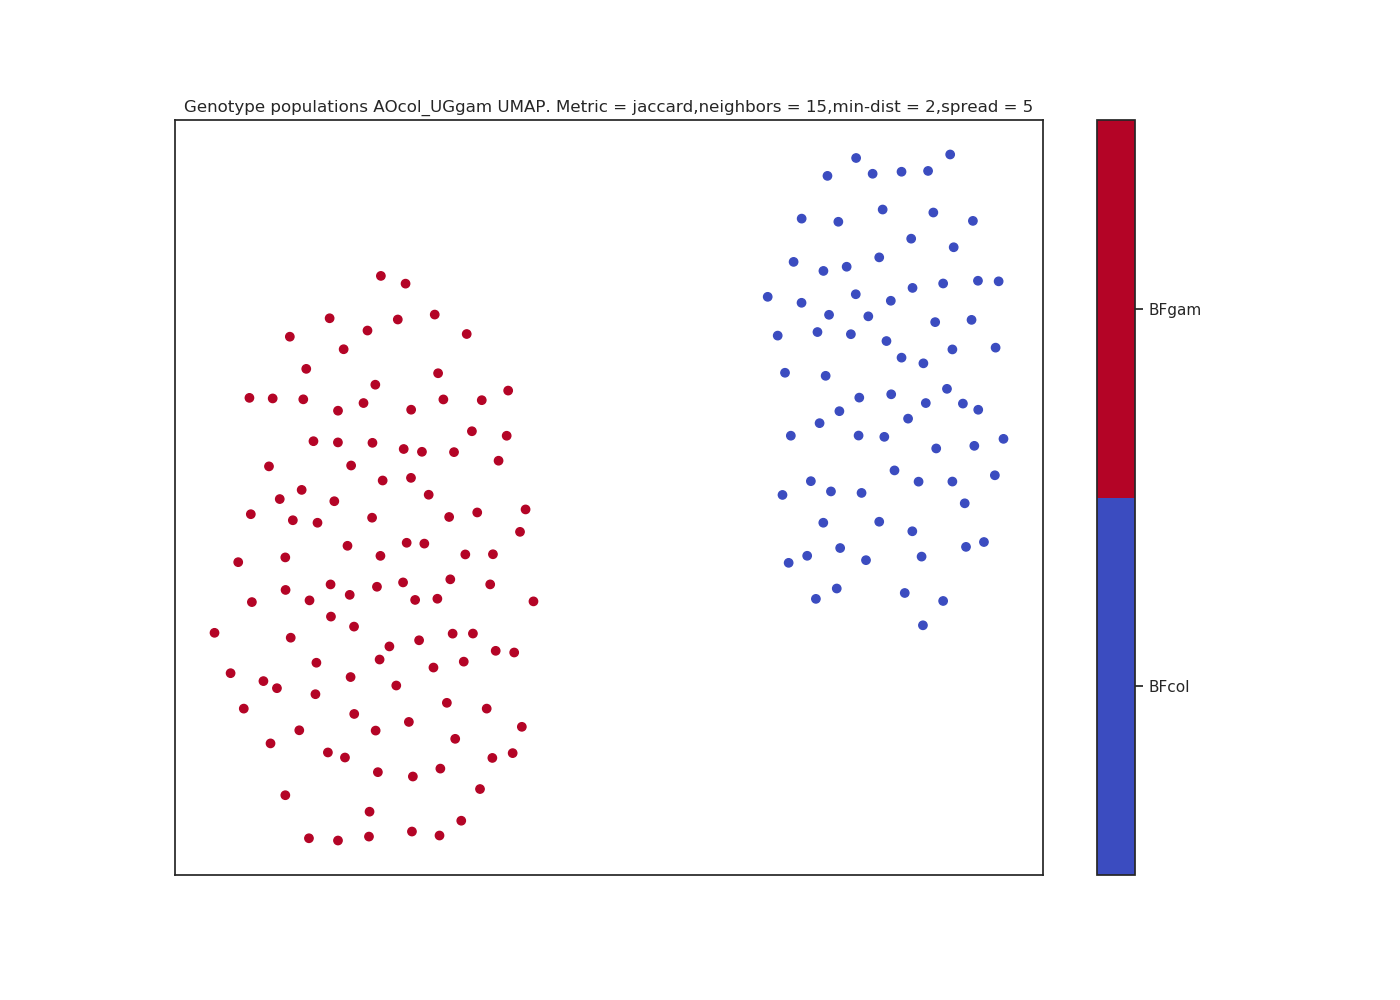 Genotype populations AOcol_UGgam UMAP. Metric = jaccard,neighbors = 15,min-dist = 2,spread = 5
BFgam
BFcol